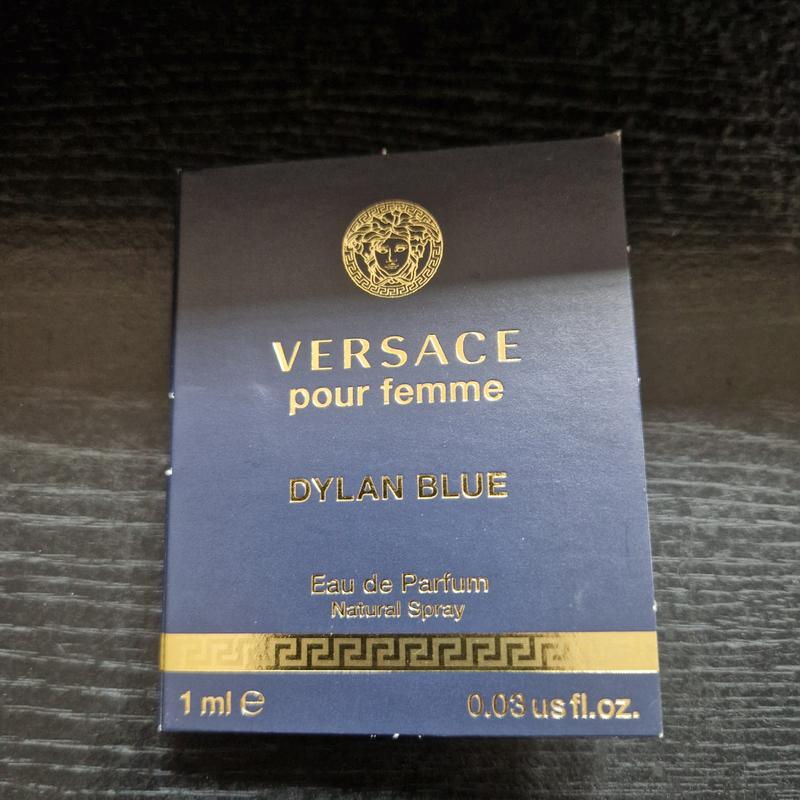 VERSACE
pour femme
DYLAN BLUE
Eau de Parfum
Natural Spray
1 ml ℮ 0.03 us fl.oz.